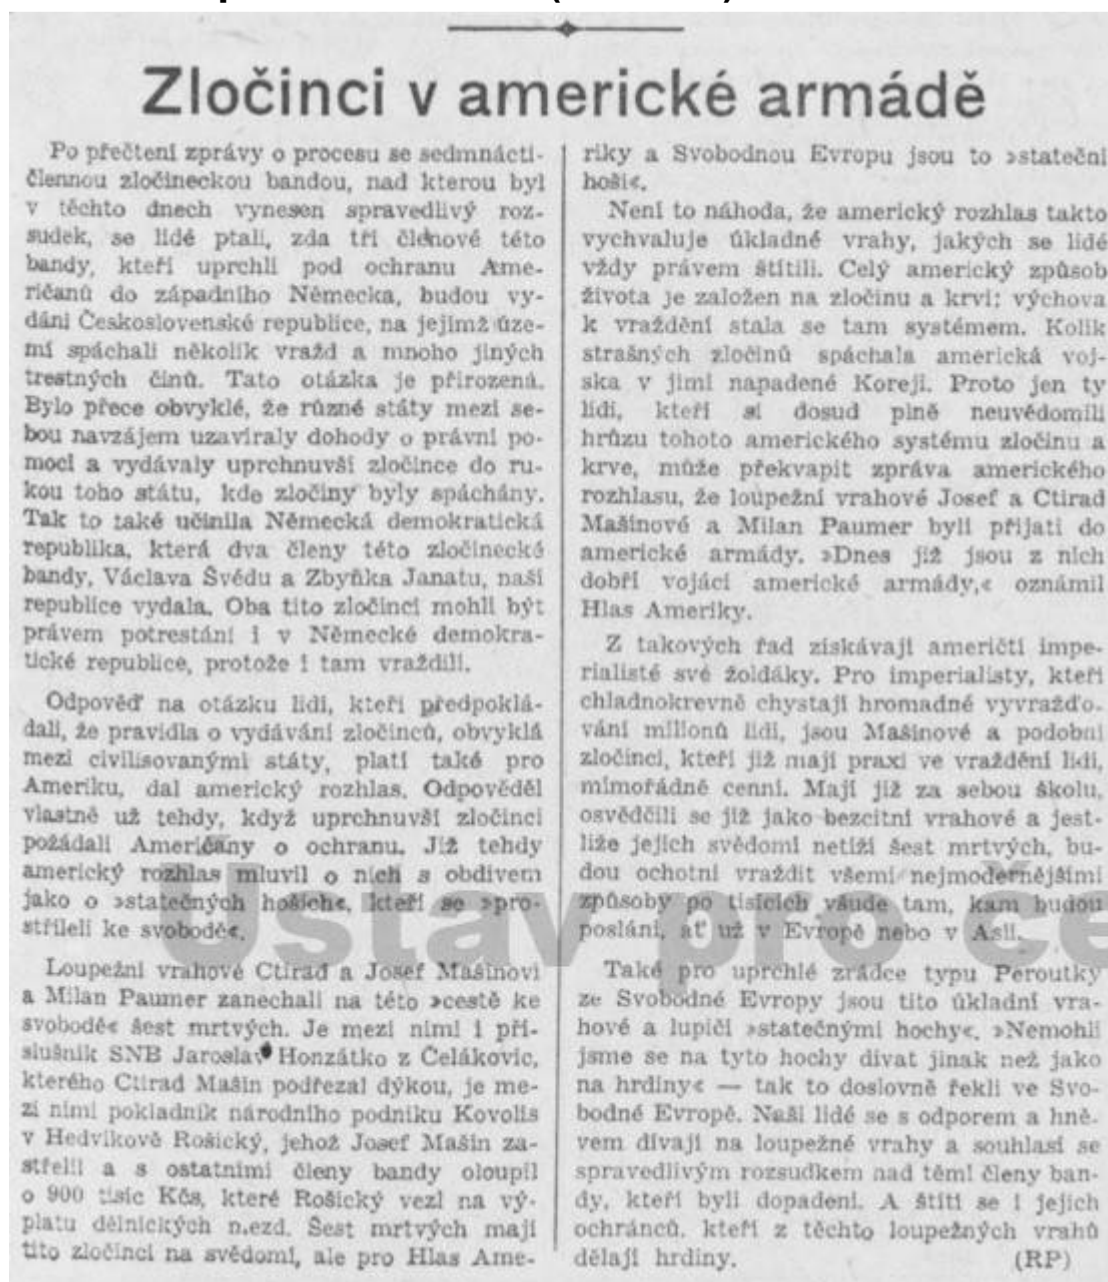 Zločinci v americké armádě
Po přečtení zprávy o procesu se sedmnácti-
člennou zločineckou bandou, nad kterou byl
v těchto dnech vynesen spravedlivý roz-
sudek, se lidé ptali, zda tři členové této
bandy, kteří uprchli pod ochranu Ame-
ričanů do západního Německa, budou vy-
dáni Československé republice, na jejímž úze-
mí spáchali několik vražd a mnoho jiných
trestných činů. Tato otázka je přirozená.
Bylo přece obvyklé, že různé státy mezi se-
bou navzájem uzavíraly dohody o právní po-
moci a vydávaly uprchnuvší zločince do ru-
kou toho státu, kde zločiny byly spáchány.
Tak to také učinila Německá demokratická
republika, která dva členy této zločinecké
bandy, Václava Švédu a Zbyňka Janatu, naší
republice vydala. Oba tito zločinci mohli být
právem potrestáni i v Německé demokra-
tické republice, protože i tam vraždili.
Odpověď na otázku lidí, kteří předpoklá-
dali, že pravidla o vydávání zločinců, obvyklá
mezi civilisovanými státy, platí také pro
Ameriku, dal americký rozhlas. Odpověděl
vlastně už tehdy, když uprchnuvší zločinci
požádali Američany o ochranu. Již tehdy
americký rozhlas mluvil o nich s obdivem
jako o »statečných hoších«, kteří se »pro-
stříleli ke svobodě«.
Loupežní vrahové Ctirad a Josef Mašínovi
a Milan Paumer zanechali na této »cestě ke
svobodě« šest mrtvých. Je mezi nimi i pří-
slušník SNB Jaroslav Honzátko z Čelákovic,
kterého Ctirad Mašín podřezal dýkou, je me-
zi nimi pokladník národního podniku Kovolis
v Hedvikově Rošický, jehož Josef Mašín za-
střelil a s ostatními členy bandy oloupil
o 900 tisíc Kčs, které Rošický vezl na vý-
platu dělnických n.ezd. Šest mrtvých mají
tito zločinci na svědomí, ale pro Hlas Ame-
riky a Svobodnou Evropu jsou to »stateční
hoši«.
Není to náhoda, že americký rozhlas takto
vychvaluje úkladné vrahy, jakých se lidé
vždy právem štítili. Celý americký způsob
života je založen na zločinu a krvi; výchova
k vraždění stala se tam systémem. Kolik
strašných zločinů spáchala americká voj-
ska v jimi napadené Koreji. Proto jen ty
lidi, kteří si dosud plně neuvědomili
hrůzu tohoto amerického systému zločinu a
krve, může překvapit zpráva amerického
rozhlasu, že loupežní vrahové Josef a Ctirad
Mašínové a Milan Paumer byli přijati do
americké armády. »Dnes již jsou z nich
dobří vojáci americké armády,« oznámil
Hlas Ameriky.
Z takových řad získávají američtí impe-
rialisté své žoldáky. Pro imperialisty, kteří
chladnokrevně chystají hromadné vyvražďo-
vání milionů lidí, jsou Mašínové a podobní
zločinci, kteří již mají praxi ve vraždění lidí,
mimořádně cenní. Mají již za sebou školu,
osvědčili se již jako bezcitní vrahové a jest-
liže jejich svědomí netíží šest mrtvých, bu-
dou ochotni vraždit všemi nejmodernějšími
způsoby po tisících všude tam, kam budou
posláni, ať už v Evropě nebo v Asii.
Také pro uprchlé zrádce typu Peroutky
ze Svobodné Evropy jsou tito úkladní vra-
hové a lupiči »statečnými hochy«. »Nemohli
jsme se na tyto hochy dívat jinak než jako
na hrdiny« — tak to doslovně řekli ve Svo-
bodné Evropě. Naši lidé se s odporem a hně-
vem dívají na loupežné vrahy a souhlasí se
spravedlivým rozsudkem nad těmi členy ban-
dy, kteří byli dopadeni. A štítí se i jejich
ochránců, kteří z těchto loupežných vrahů
dělají hrdiny. (RP)
Ústav pro če